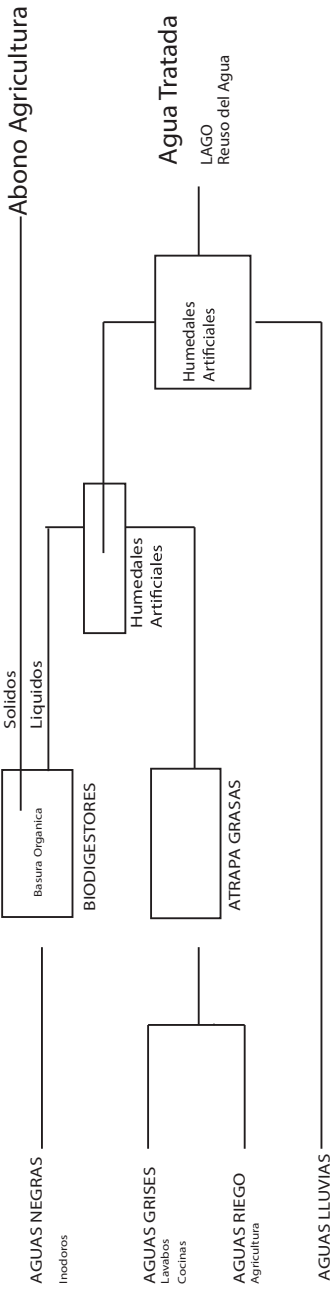 AGUAS NEGRAS
Inodoros
AGUAS GRISES
Lavabos
Cocinas
AGUAS RIEGO
Agricultura
AGUAS LLUVIAS
Basura Organica
BIODIGESTORES
ATRAPA GRASAS
Solidos
Liquidos
Humedales
Artificiales
Humedales
Artificiales
Abono Agricultura
Agua Tratada
LAGO
Reuso del Agua